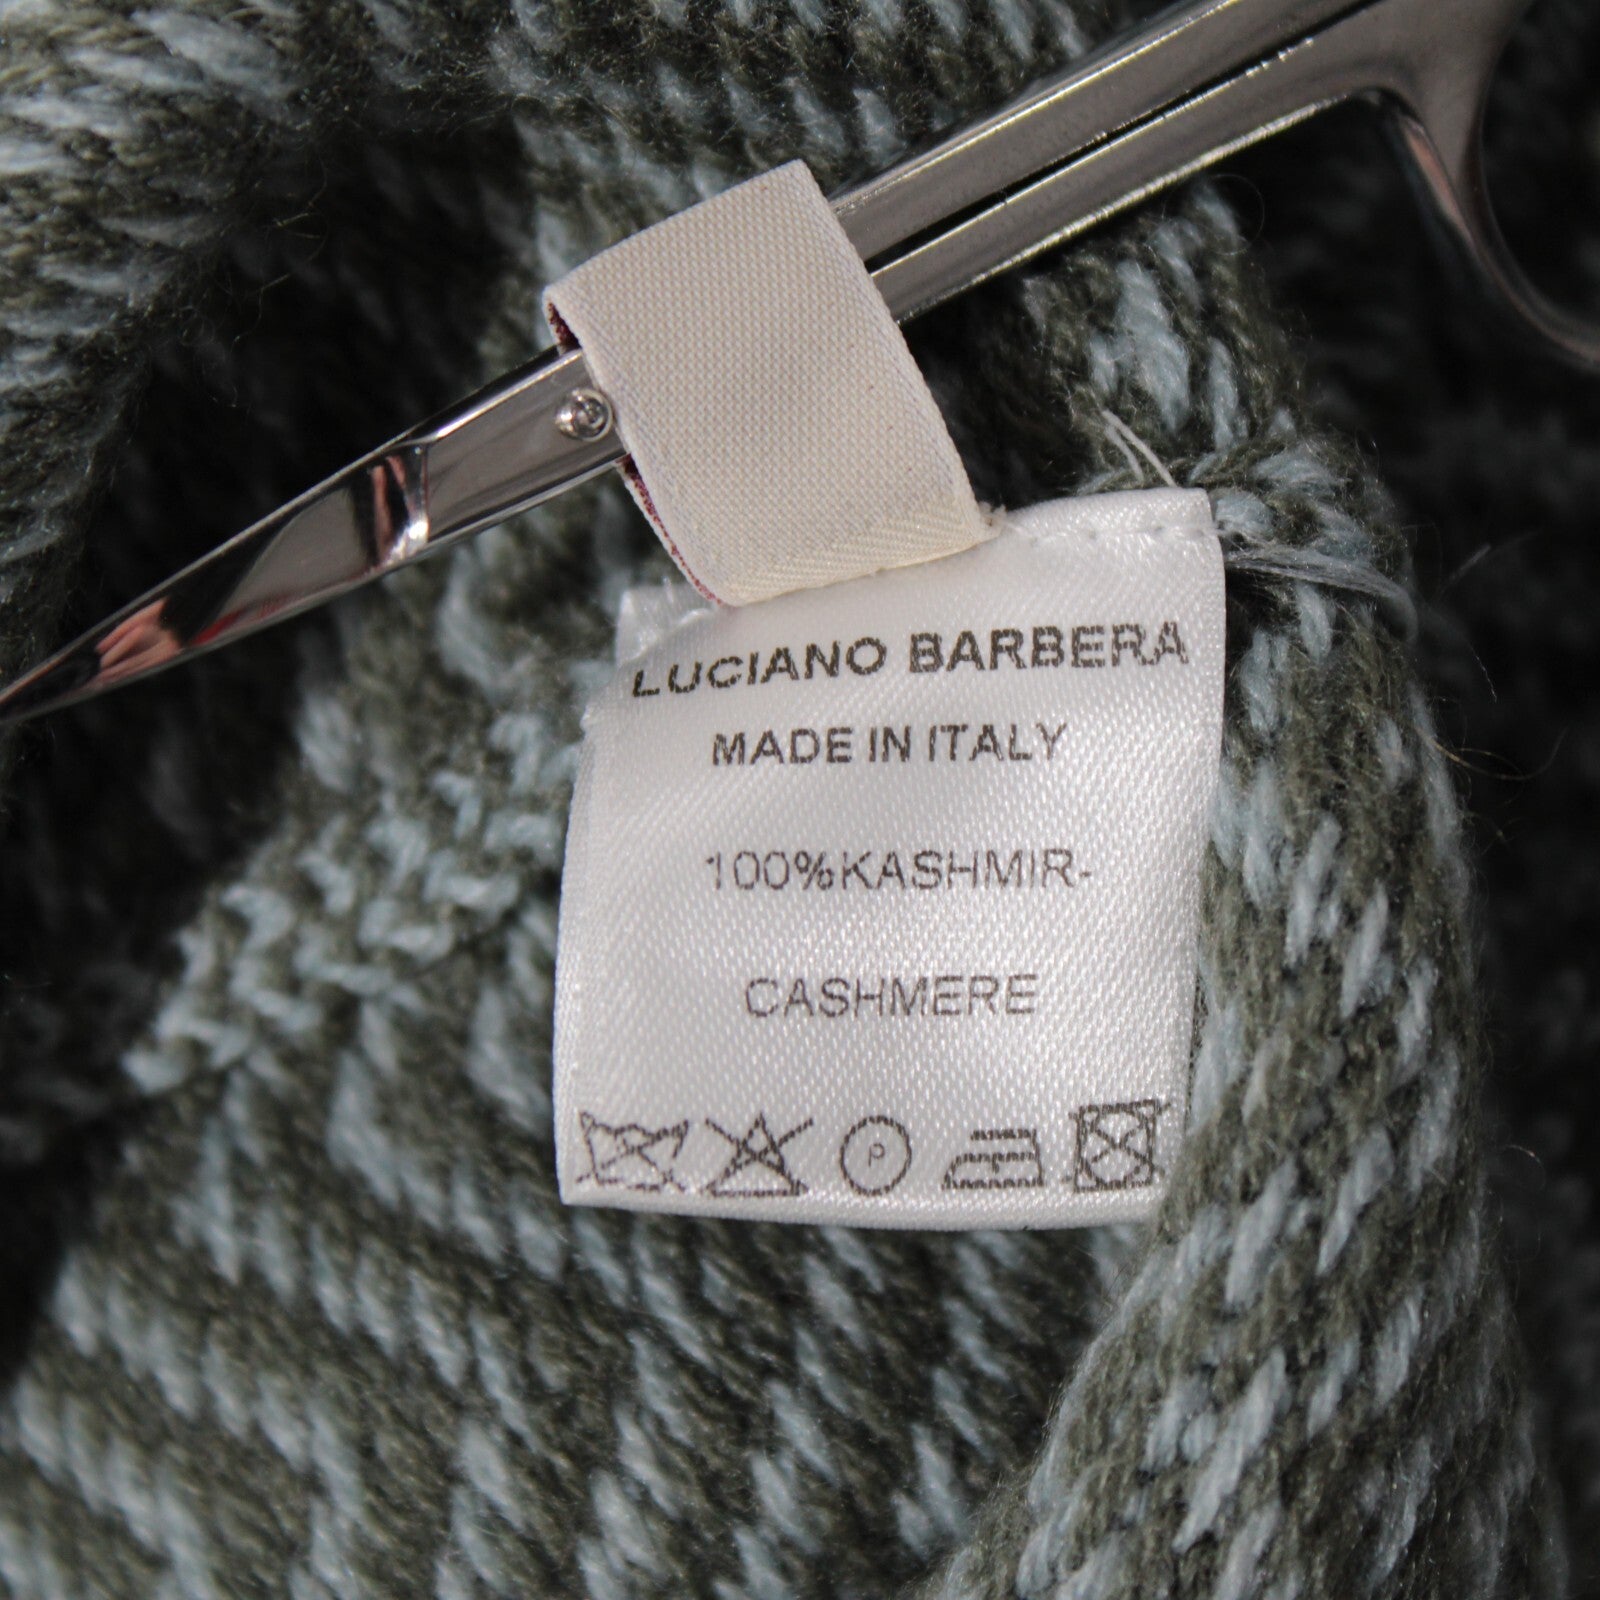 LUCIANO BARBERA
MADE IN ITALY
100%KASHMIR-
CASHMERE
P